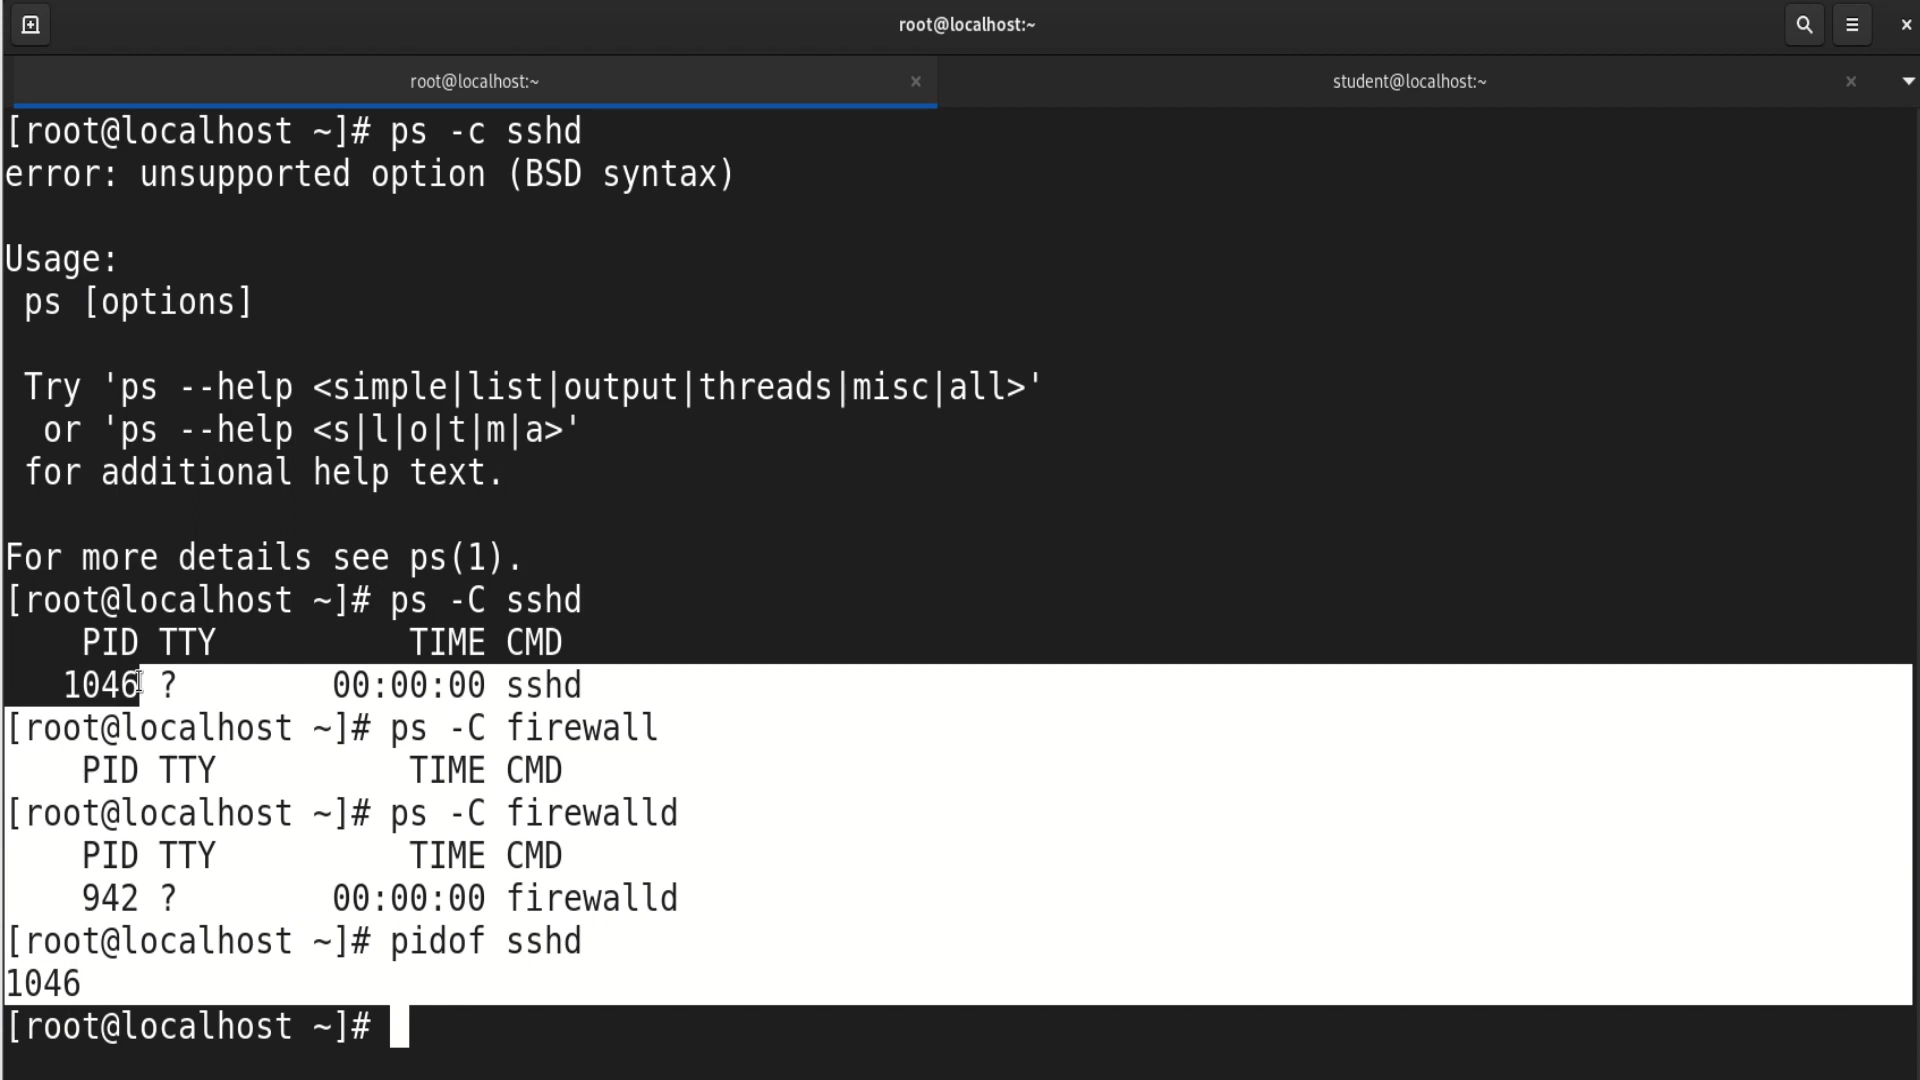 root@localhost:~
root@localhost:~
student@localhost:~
[root@localhost ~]# ps -c sshd
error: unsupported option (BSD syntax)
Usage:
 ps [options]
 Try 'ps --help <simple|list|output|threads|misc|all>'
  or 'ps --help <s|l|o|t|m|a>'
 for additional help text.
For more details see ps(1).
[root@localhost ~]# ps -C sshd
    PID TTY          TIME CMD
   1046 ?        00:00:00 sshd
[root@localhost ~]# ps -C firewall
    PID TTY          TIME CMD
[root@localhost ~]# ps -C firewalld
    PID TTY          TIME CMD
    942 ?        00:00:00 firewalld
[root@localhost ~]# pidof sshd
1046
[root@localhost ~]#